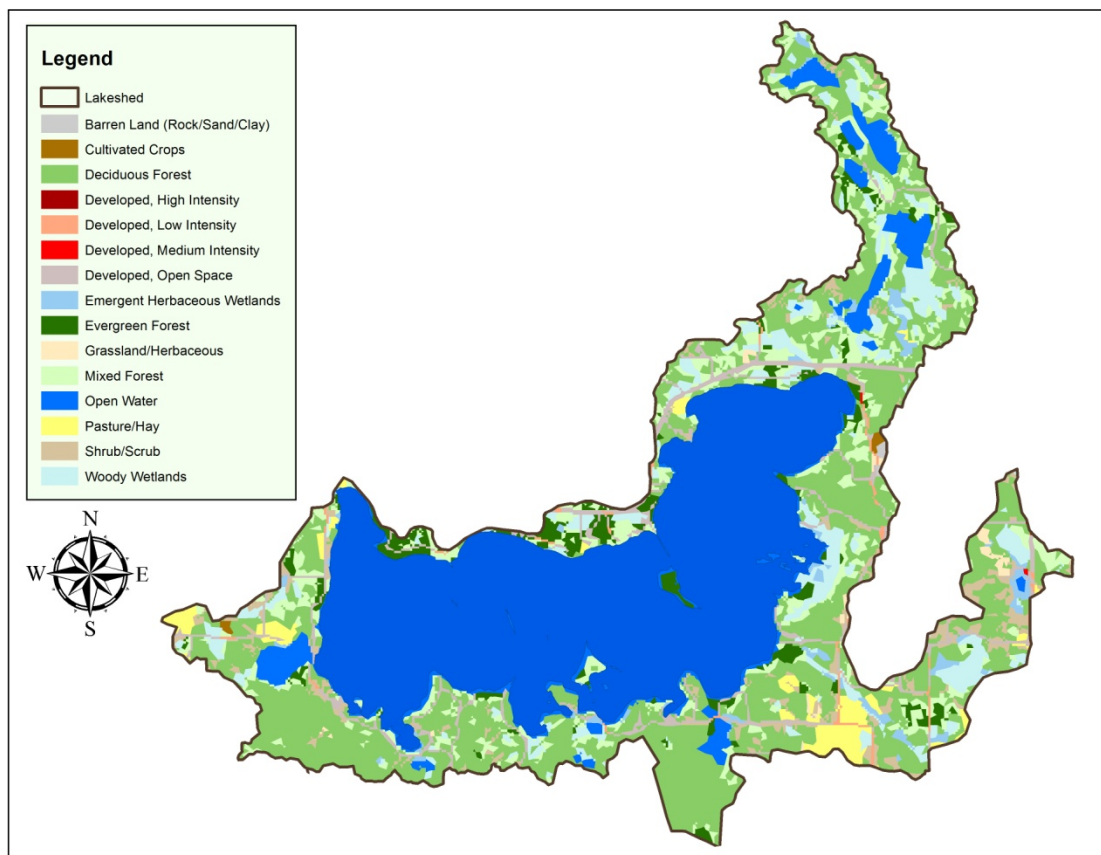 Legend
Lakeshed
Barren Land (Rock/Sand/Clay)
Cultivated Crops
Deciduous Forest
Developed, High Intensity
Developed, Low Intensity
Developed, Medium Intensity
Developed, Open Space
Emergent Herbaceous Wetlands
Evergreen Forest
Grassland/Herbaceous
Mixed Forest
Open Water
Pasture/Hay
Shrub/Scrub
Woody Wetlands
N
W E
S